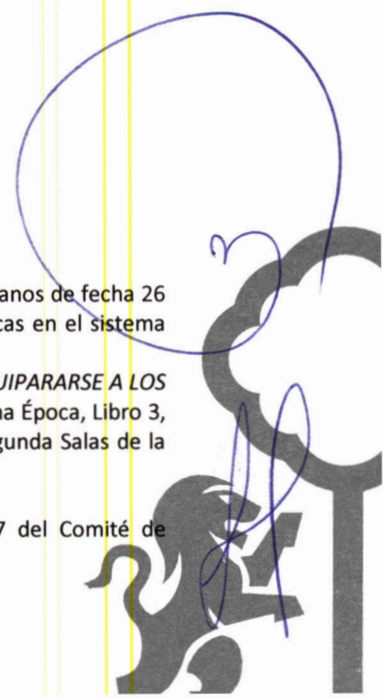 anos de fecha 26
cas en el sistema
UIPARARSE A LOS
na Época, Libro 3,
gunda Salas de la
7 del Comité de